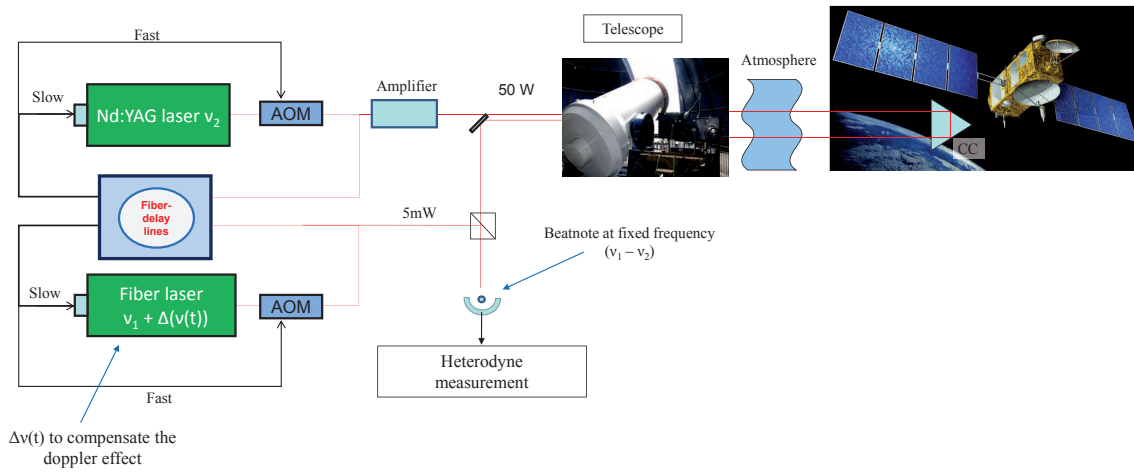 Fast
Telescope
Atmosphere
Amplifier
50 W
Slow
Nd:YAG laser ν₂
AOM
CC
Fiber-
delay
lines
5mW
Beatnote at fixed frequency
(ν₁ – ν₂)
Slow
Fiber laser
ν₁ + Δ(ν(t))
AOM
Heterodyne
measurement
Fast
Δν(t) to compensate the
doppler effect